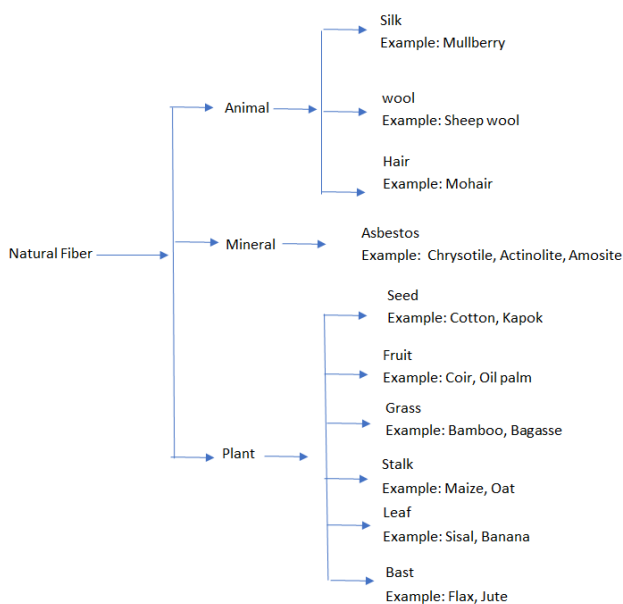 Silk
Example: Mullberry
Animal
wool
Example: Sheep wool
Hair
Example: Mohair
Natural Fiber
Mineral
Asbestos
Example:  Chrysotile, Actinolite, Amosite
Seed
Example: Cotton, Kapok
Fruit
Example: Coir, Oil palm
Grass
Example: Bamboo, Bagasse
Plant
Stalk
Example: Maize, Oat
Leaf
Example: Sisal, Banana
Bast
Example: Flax, Jute